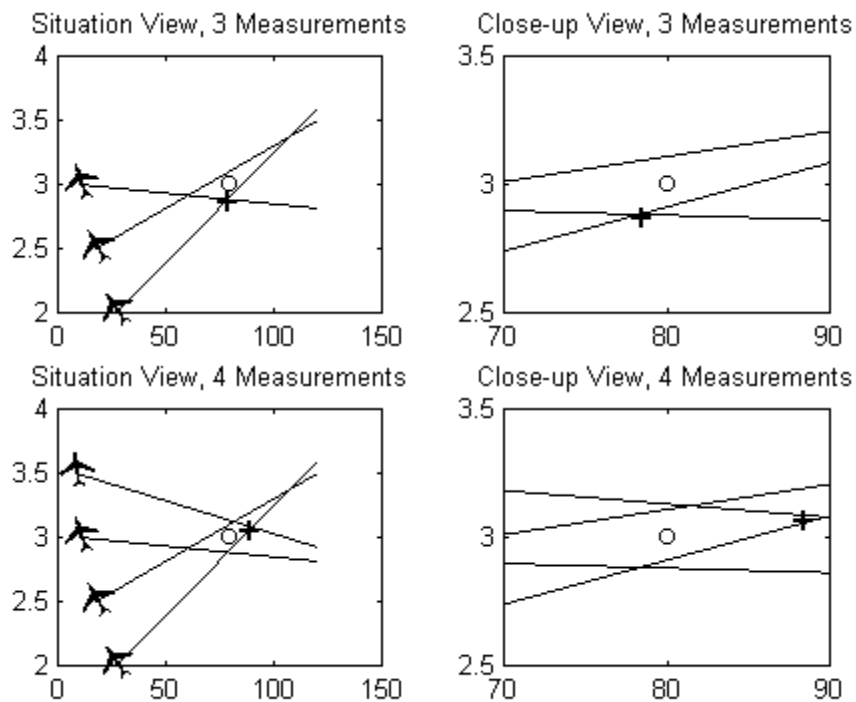 Situation View, 3 Measurements
4
3.5
3
2.5
2
0 50 100 150
Close-up View, 3 Measurements
3.5
3
2.5
70 80 90
Situation View, 4 Measurements
4
3.5
3
2.5
2
0 50 100 150
Close-up View, 4 Measurements
3.5
3
2.5
70 80 90